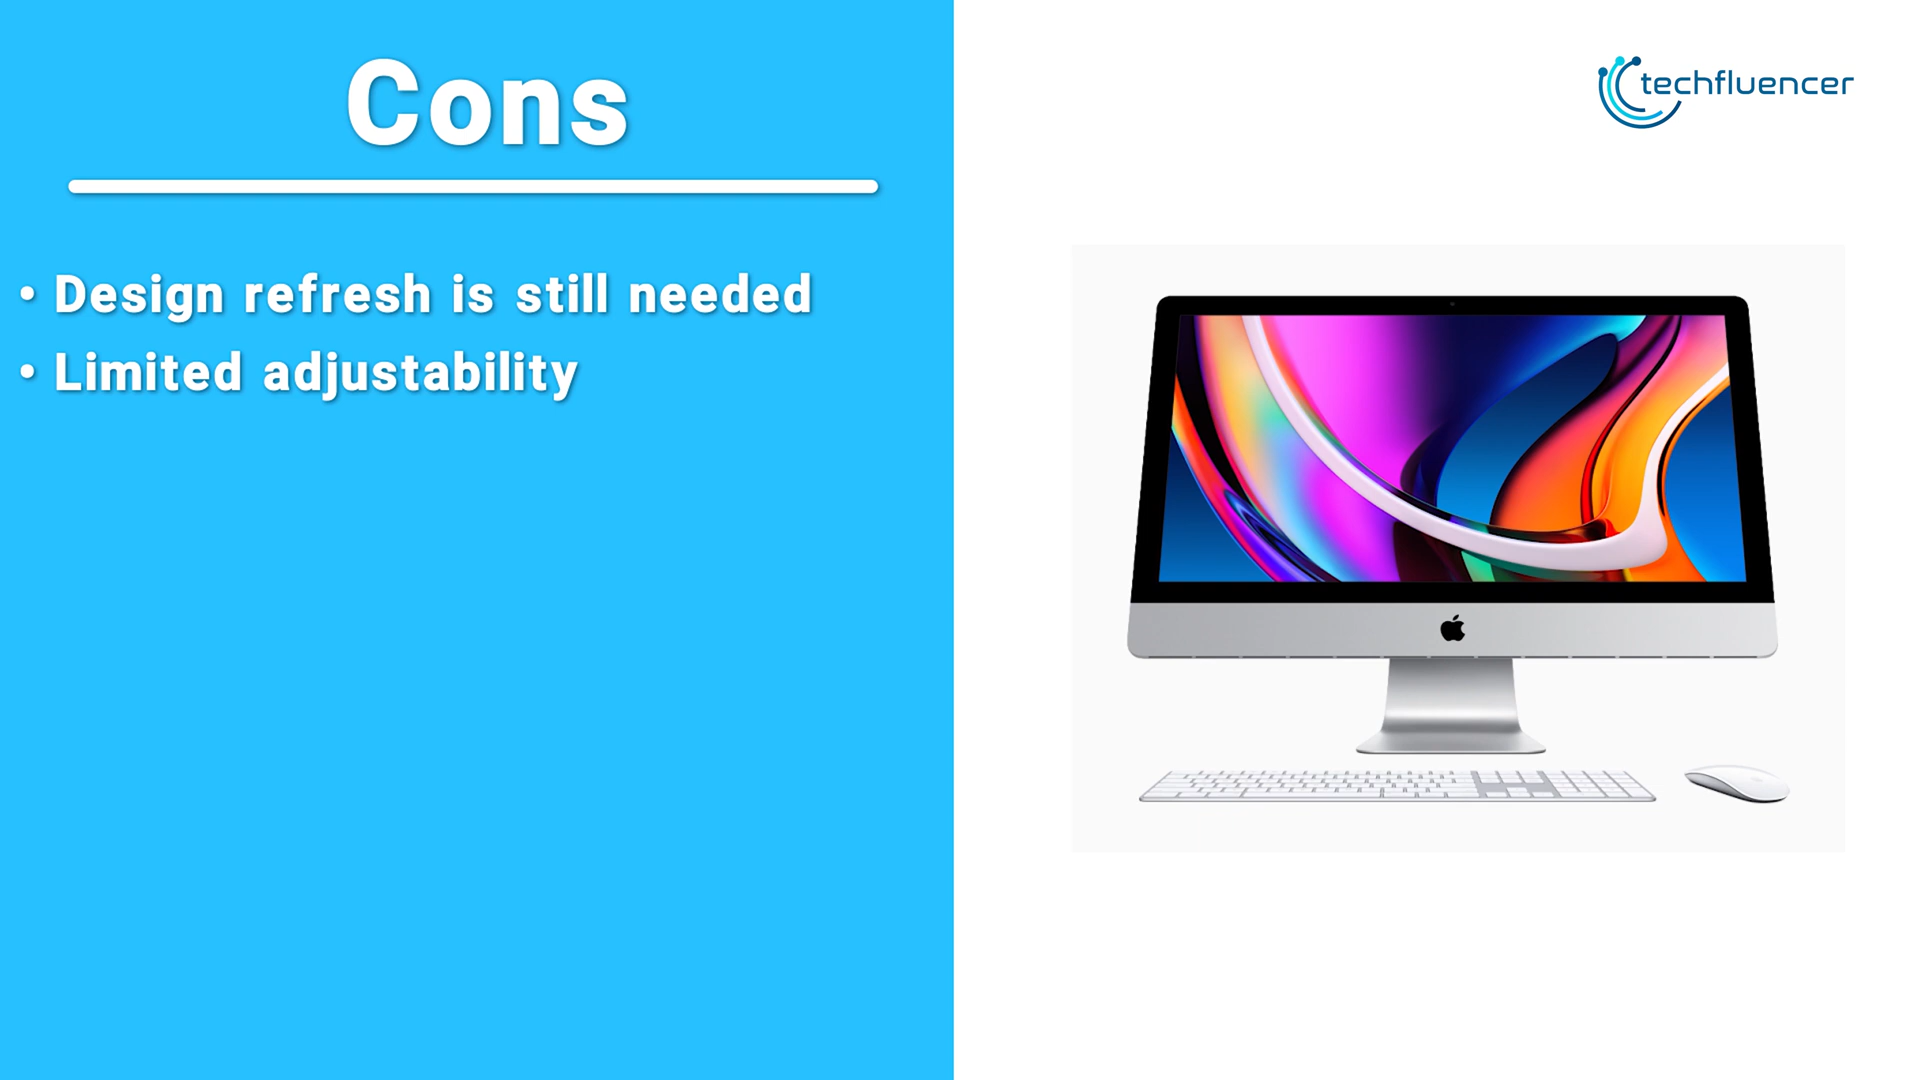 Cons
• Design refresh is still needed
• Limited adjustability
techfluencer